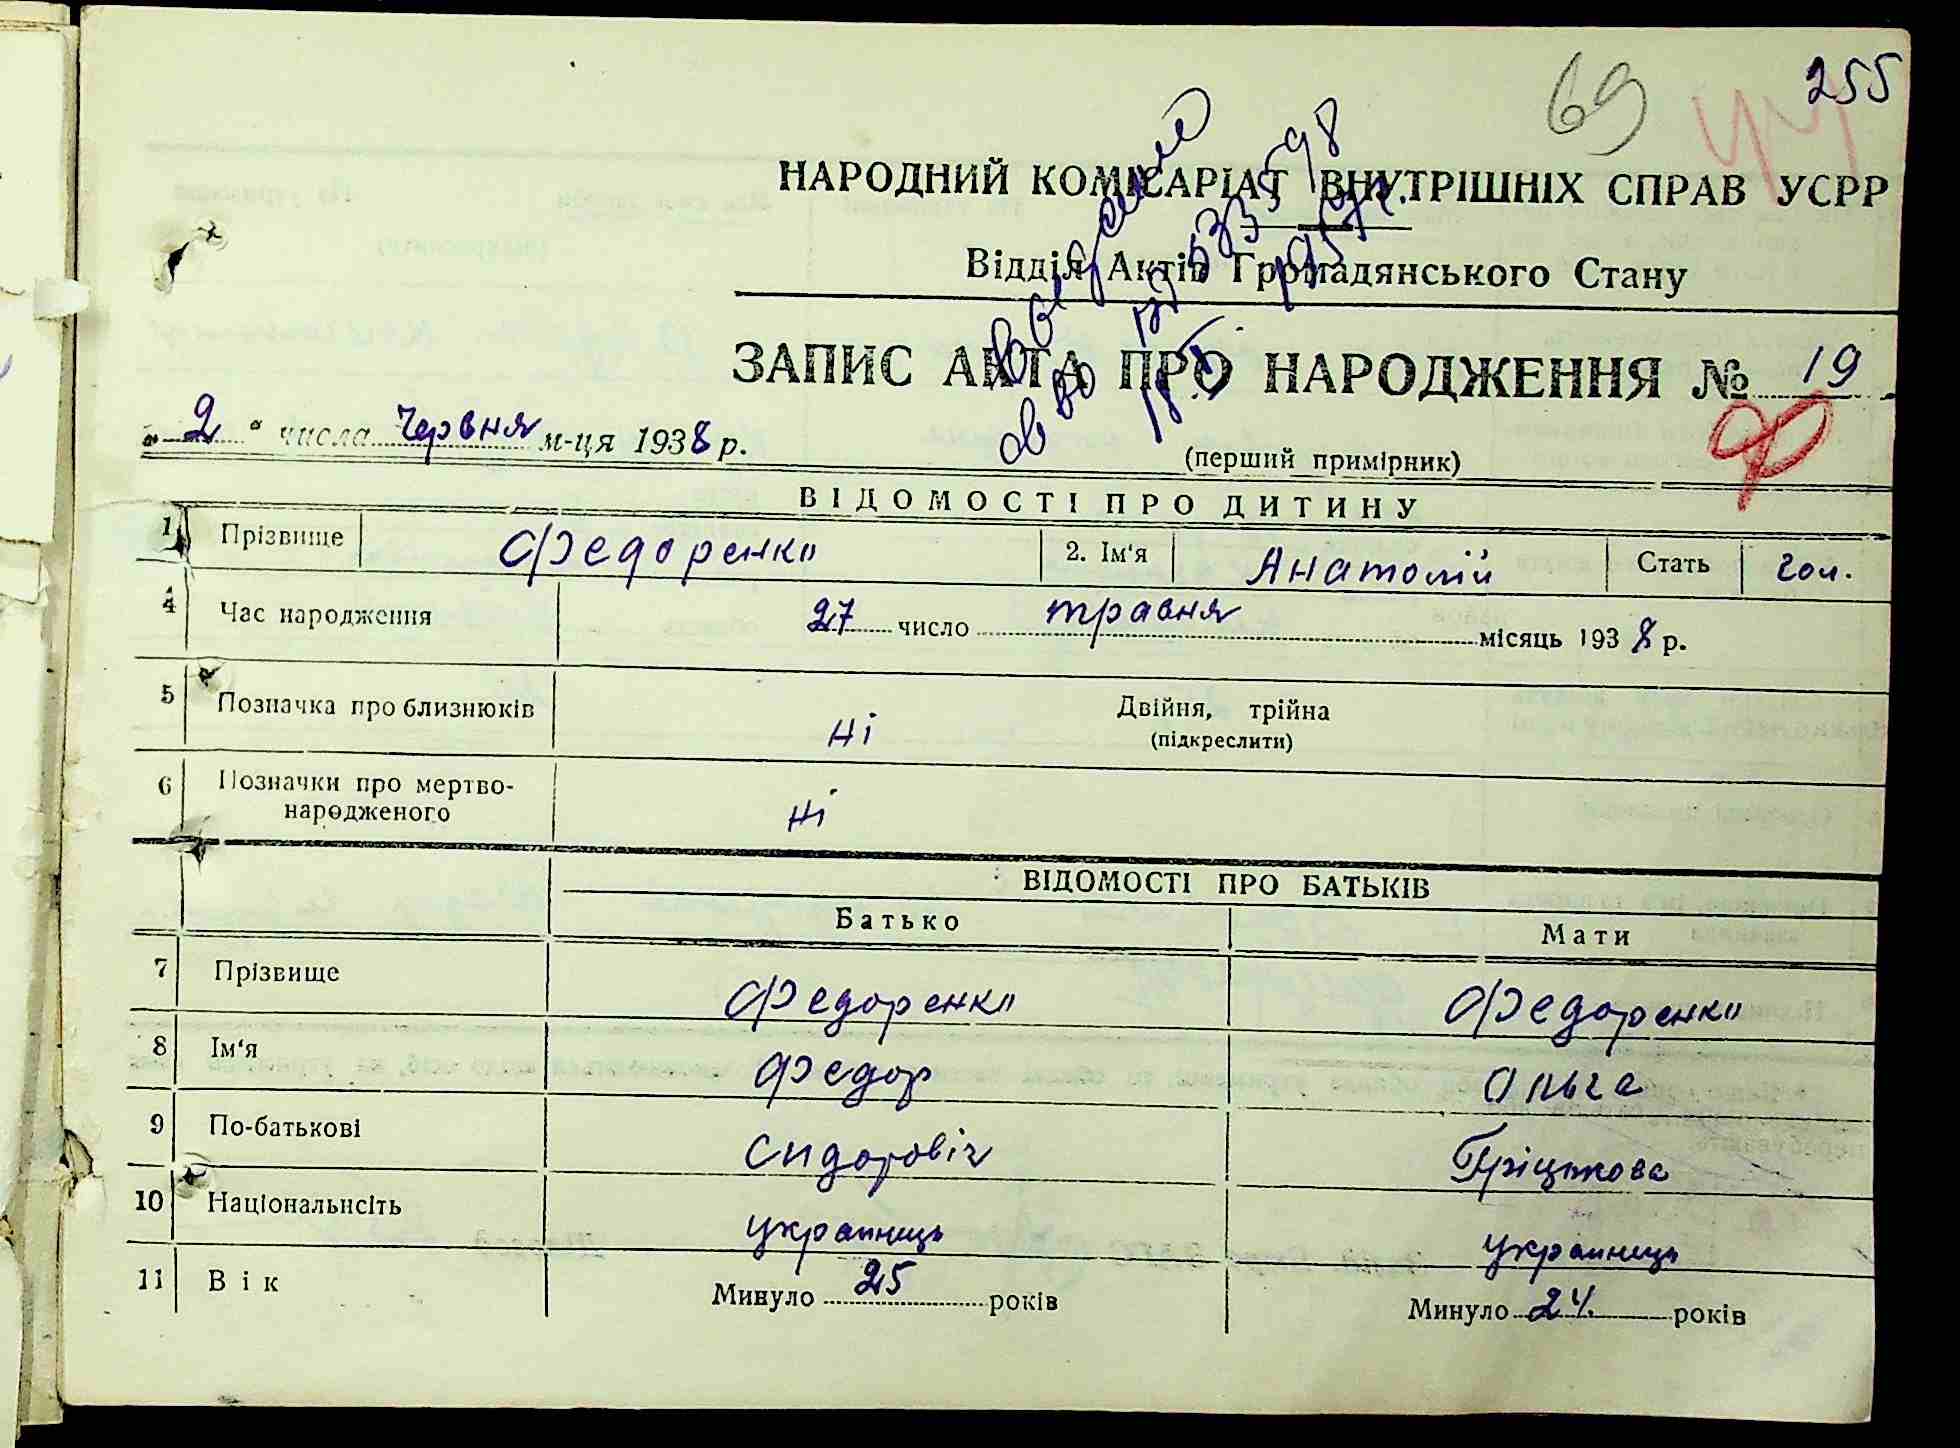 255
69
НАРОДНИЙ КОМІСАРІАТ ВНУТРІШНІХ СПРАВ УСРР
Відділ Актів Громадянського Стану
ЗАПИС АКТА ПРО НАРОДЖЕННЯ № 19
"2" числа червня м-ця 1938 р.
(перший примірник)
Ф
ВІДОМОСТІ ПРО ДИТИНУ
1 Прізвище Федоренко 2. Ім'я Анатолій Стать чол.
4 Час народження 27 число травня місяць 1938 р.
5 Позначка про близнюків ні Двійня, трійна
(підкреслити)
6 Позначки про мертво-
народженого ні
ВІДОМОСТІ ПРО БАТЬКІВ
Батько Мати
7 Прізвище Федоренко Федоренко
8 Ім'я Федор Ольга
9 По-батькові Сидоровіч
10 Національнсіть украинець украинець
11 Вік Минуло 25 років Минуло 24 років